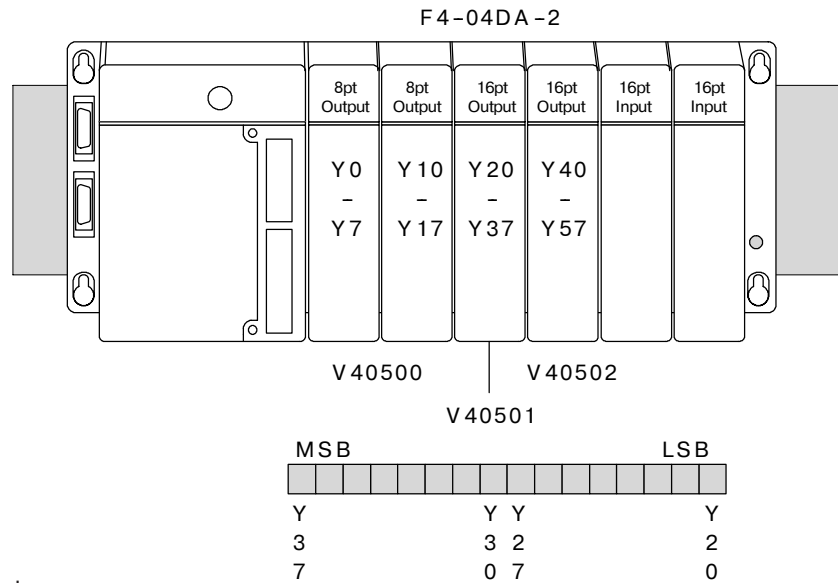 F4-04DA-2
8pt 8pt 16pt 16pt 16pt 16pt
Output Output Output Output Input Input
Y0 Y10 Y20 Y40
- - - -
Y7 Y17 Y37 Y57
V40500 V40502
V40501
MSB LSB
Y Y Y Y
3 3 2 2
7 0 7 0
.